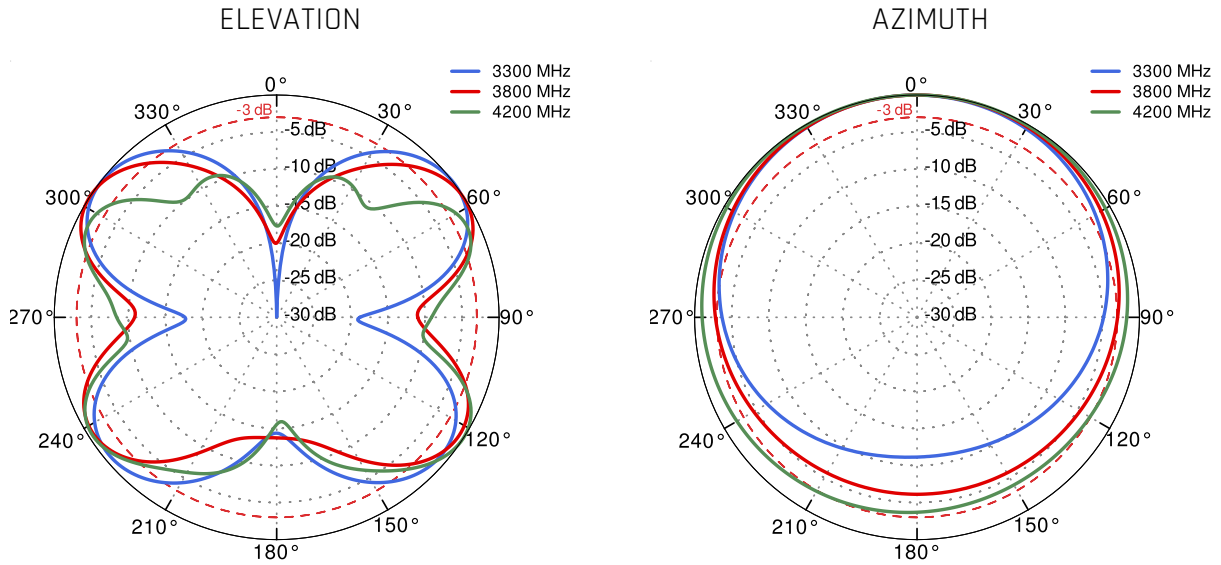 ELEVATION
3300 MHz
3800 MHz
4200 MHz
0°
330° -3 dB 30°
-5 dB
-10 dB
300° -15 dB 60°
-20 dB
-25 dB
270° -30 dB 90°
240° 120°
210° 150°
180°
AZIMUTH
3300 MHz
3800 MHz
4200 MHz
0°
330° -3 dB 30°
-5 dB
-10 dB
300° -15 dB 60°
-20 dB
-25 dB
270° -30 dB 90°
240° 120°
210° 150°
180°